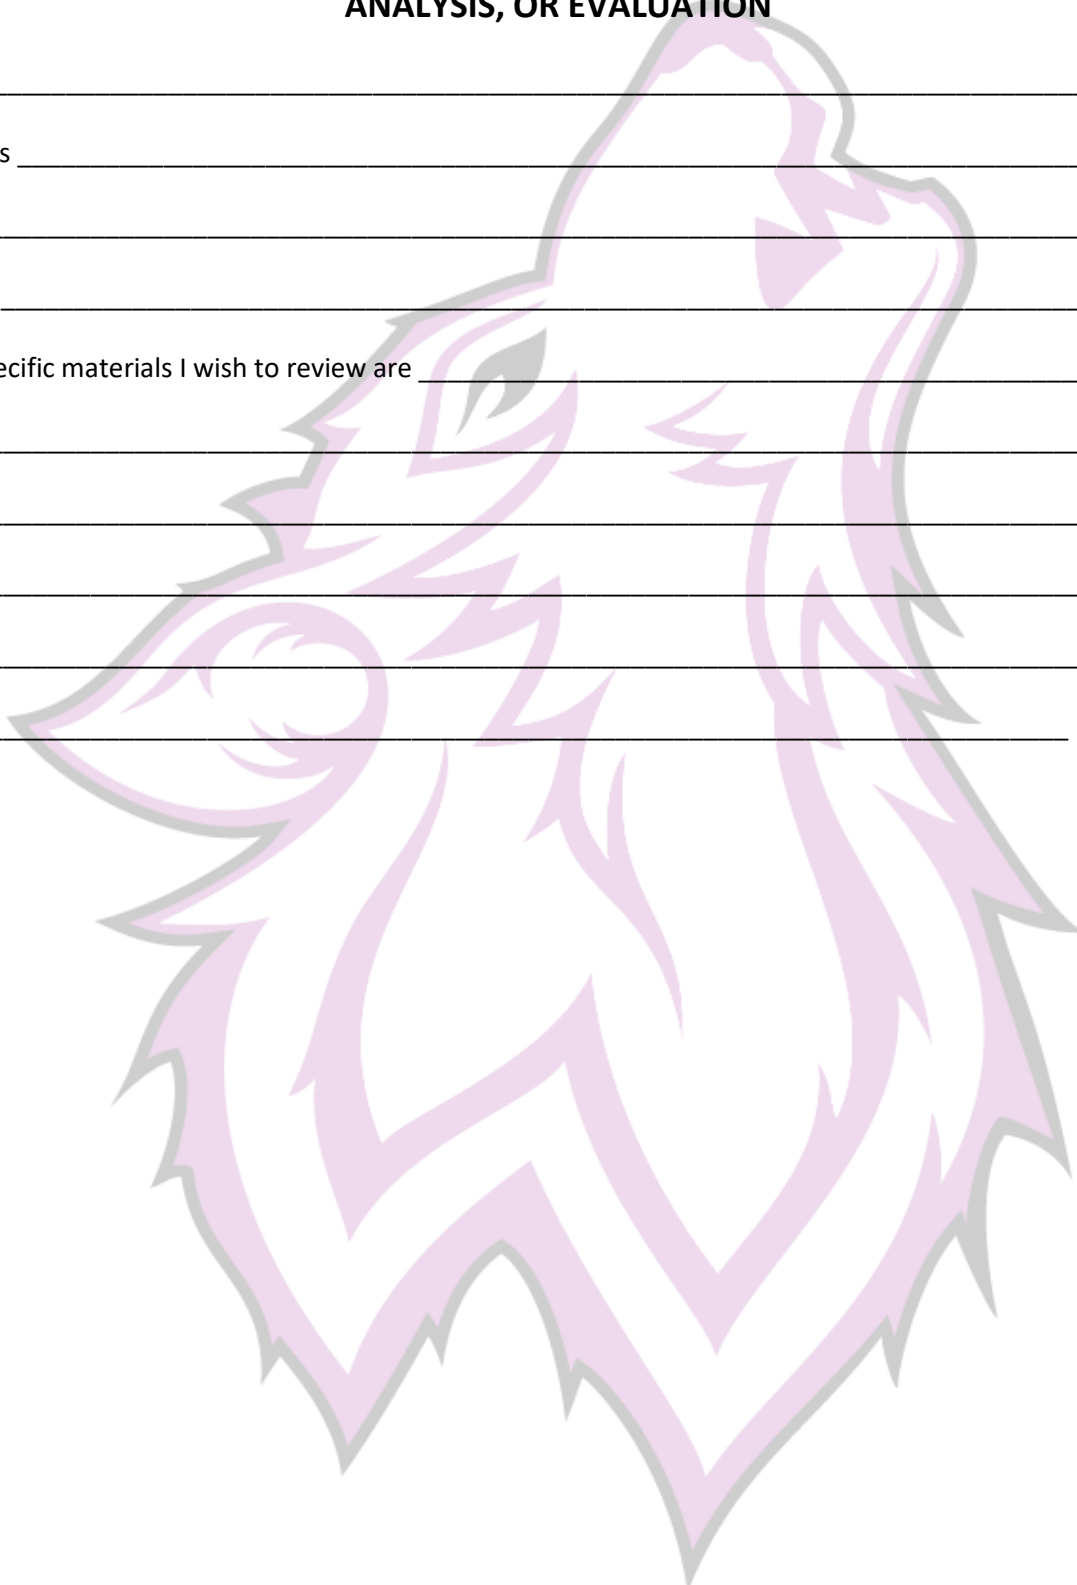 ANALYSIS, OR EVALUATION
s
ecific materials I wish to review are